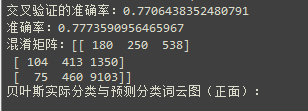 交叉验证的准确率：0.7706438352480791
准确率：0.7773590956465967
混淆矩阵：[[ 180  250  538]
 [ 104  413 1350]
 [  75  460 9103]]
贝叶斯实际分类与预测分类词云图（正面）：